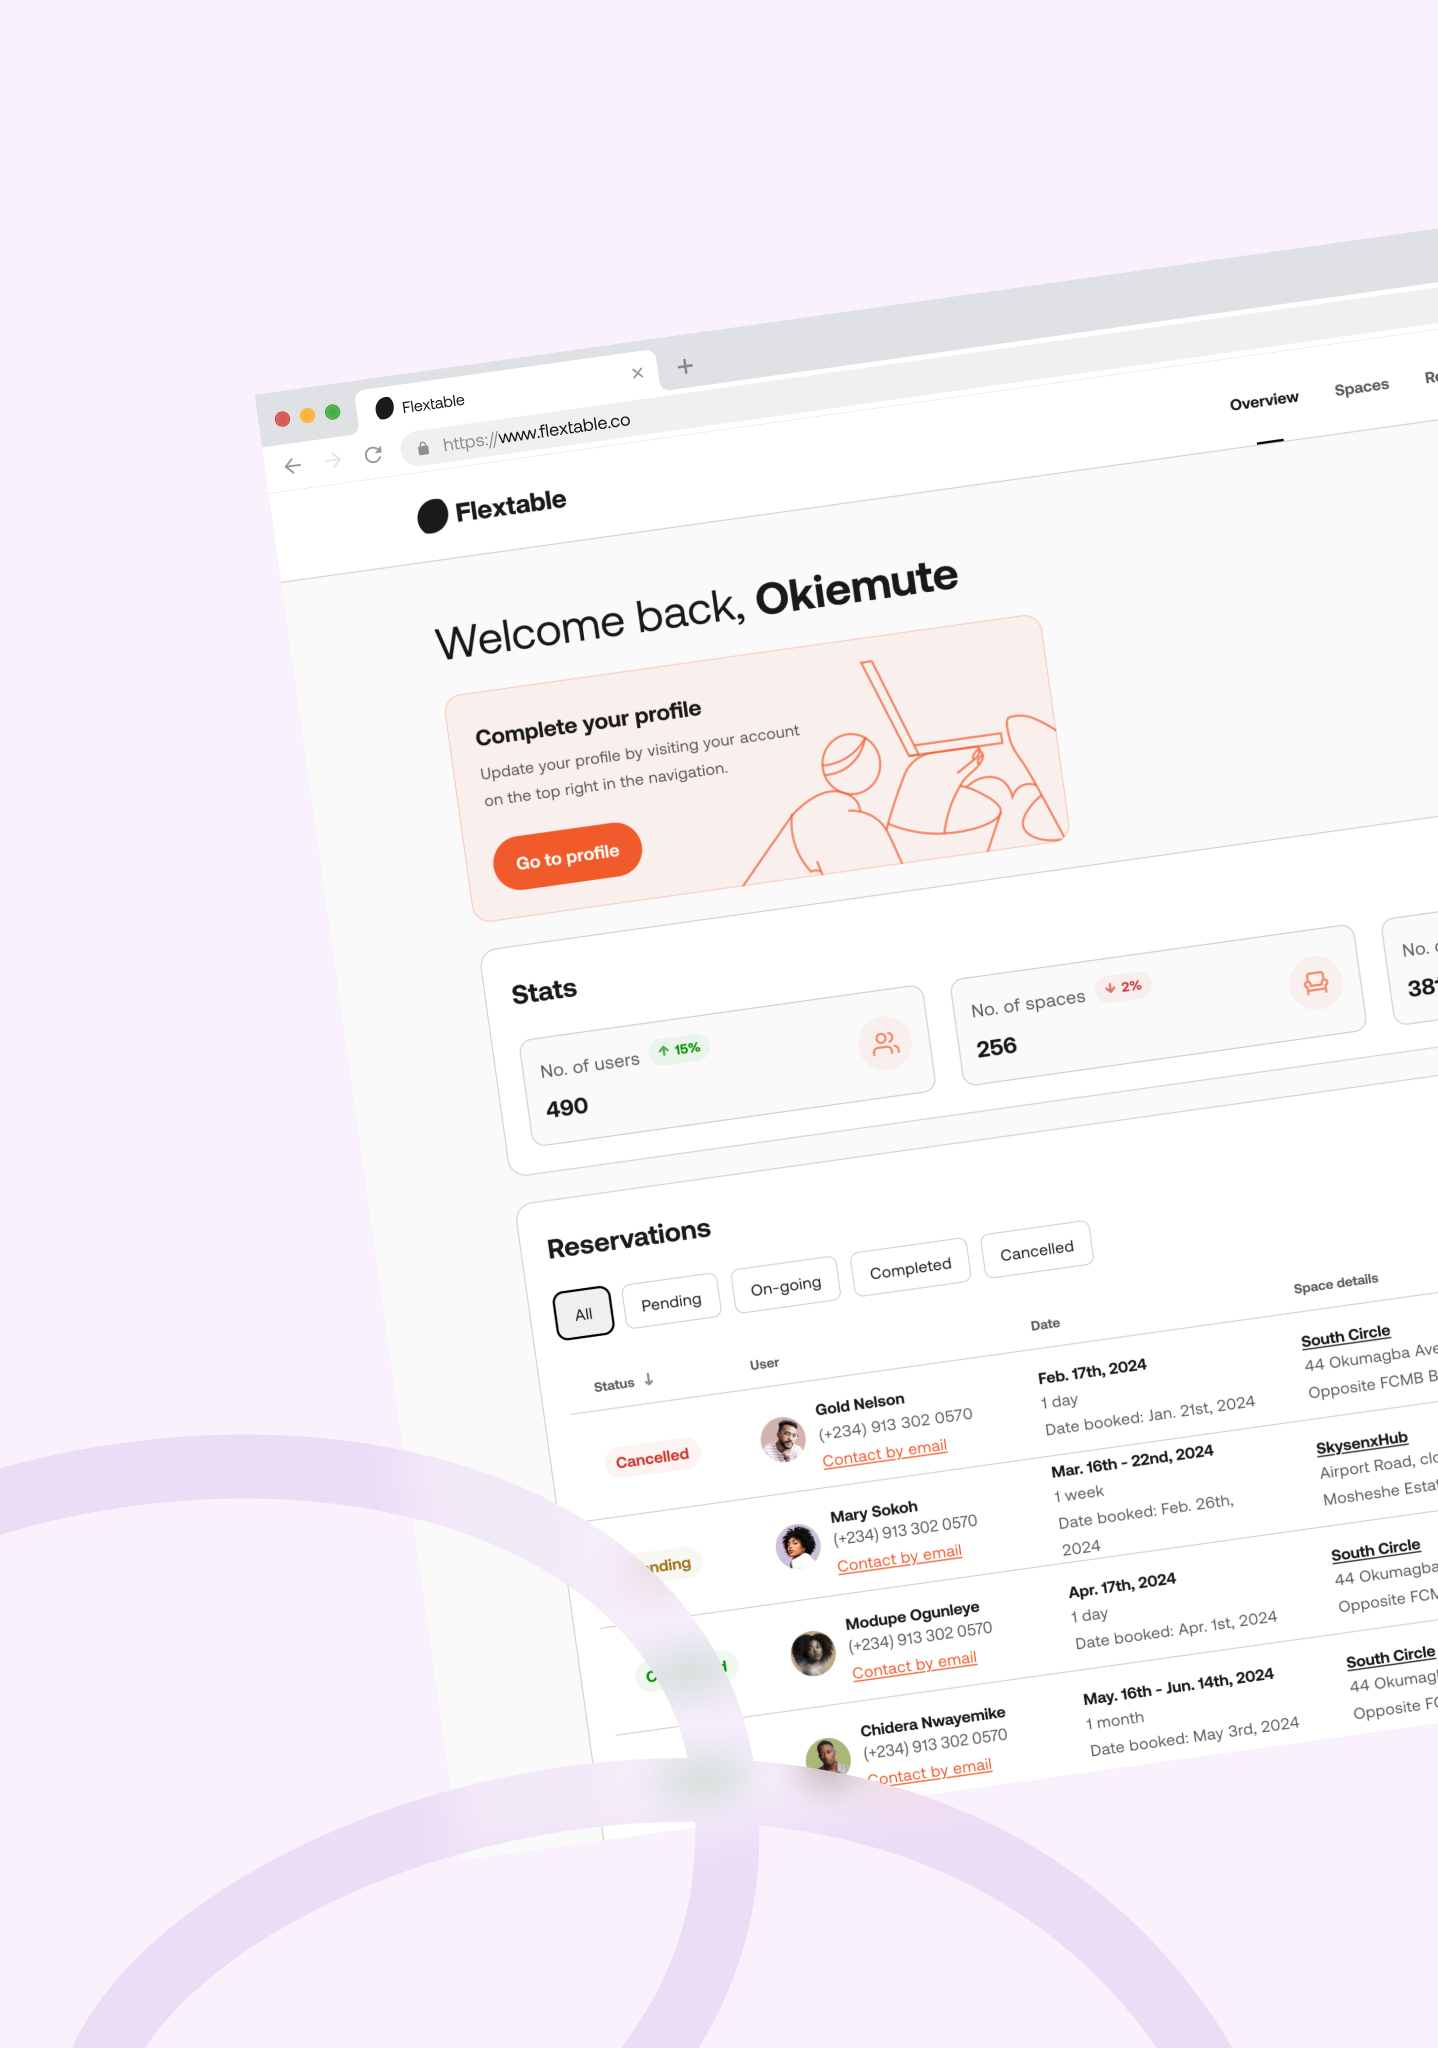 Flextable
https://www.flextable.co
Flextable
Overview
Spaces
Welcome back, Okiemute
Complete your profile
Update your profile by visiting your account
on the top right in the navigation.
Go to profile
Stats
No. of users
15%
490
No. of spaces
2%
256
No.
Reservations
All
Pending
On-going
Completed
Cancelled
Status
User
Date
Space details
Cancelled
Gold Nelson
(+234) 913 302 0570
Contact by email
Feb. 17th, 2024
1 day
Date booked: Jan. 21st, 2024
South Circle
44 Okumagba Ave
Opposite FCMB B
Mary Sokoh
(+234) 913 302 0570
Contact by email
Mar. 16th - 22nd, 2024
1 week
Date booked: Feb. 26th,
2024
SkysenxHub
Airport Road, clo
Mosheshe Estat
Modupe Ogunleye
(+234) 913 302 0570
Contact by email
Apr. 17th, 2024
1 day
Date booked: Apr. 1st, 2024
South Circle
44 Okumagba
Opposite FCM
Chidera Nwayemike
(+234) 913 302 0570
Contact by email
May. 16th - Jun. 14th, 2024
1 month
Date booked: May 3rd, 2024
South Circle
44 Okumag
Opposite F